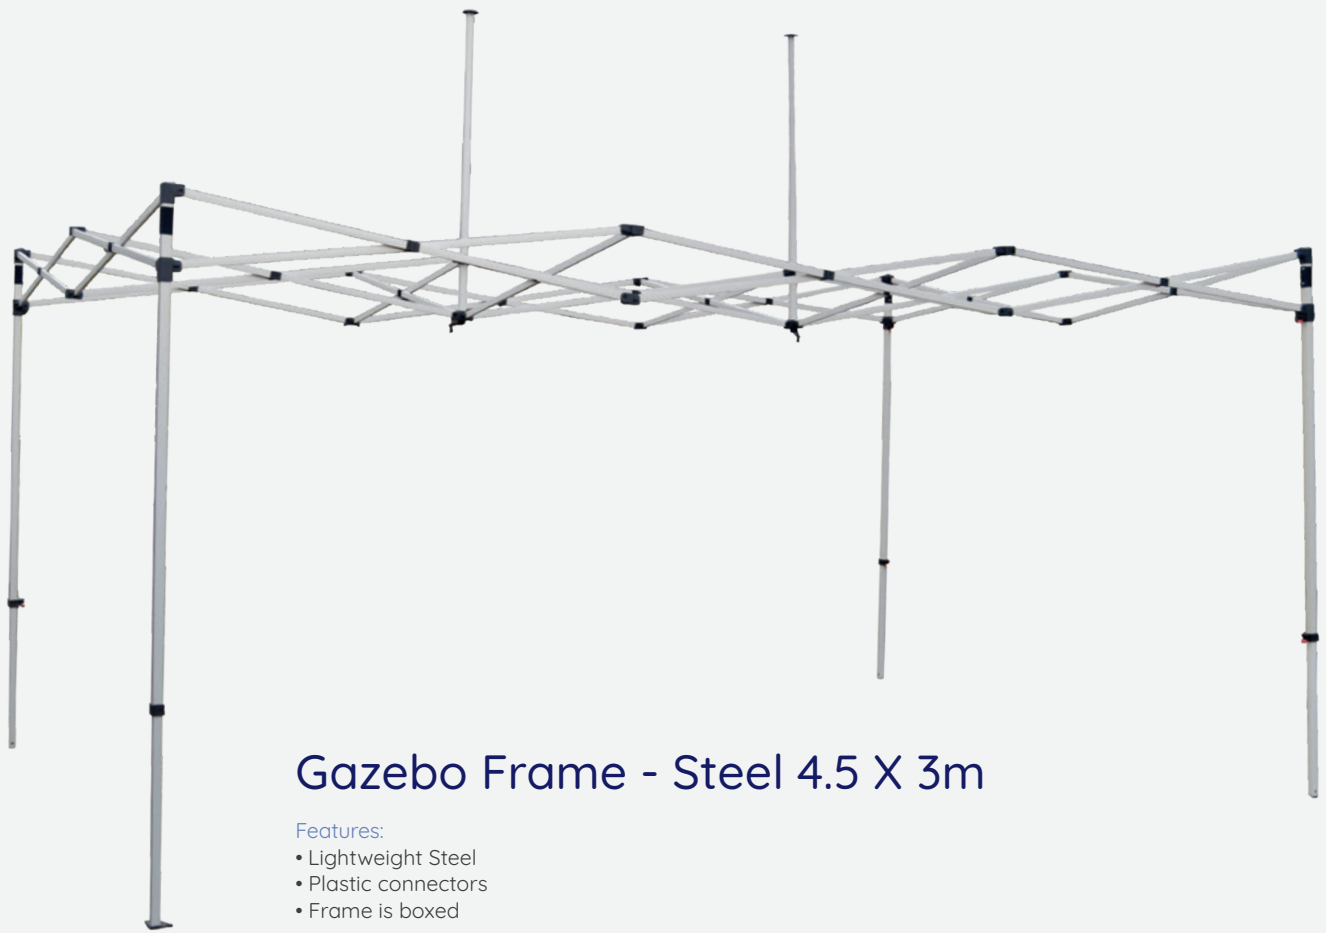 Gazebo Frame - Steel 4.5 X 3m
Features:
• Lightweight Steel
• Plastic connectors
• Frame is boxed